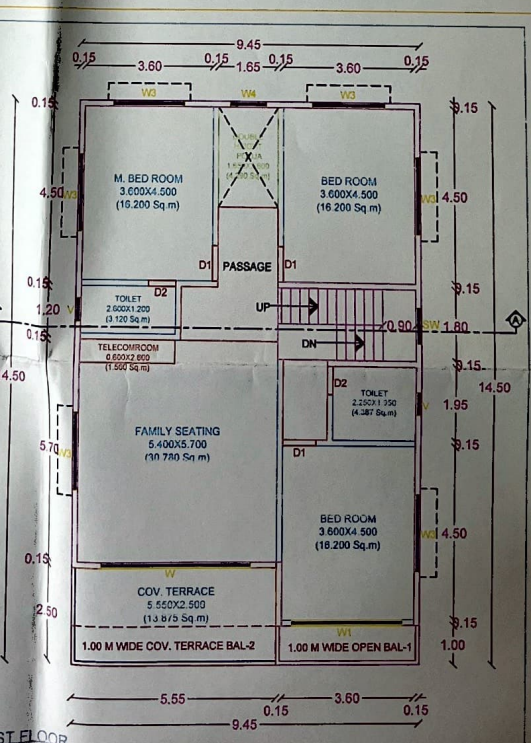 9.45
0.15 3.60 0.15 1.65 0.15 3.60 0.15
W3 W4 W3
0.15 0.15
M. BED ROOM
3.600X4.500
(16.200 Sq.m)
BED ROOM
3.600X4.500
(16.200 Sq.m)
4.50 W3 W3 4.50
D1 PASSAGE D1
0.15 0.15
D2
TOILET
2.600X1.200
(3.120 Sq.m)
1.20 V
UP
0.90 SW 1.80
A
DN
0.15
TELECOMROOM
0.600X2.600
(1.500 Sq.m)
0.15
4.50 14.50
D2
TOILET
(4.387 Sq.m)
V 1.95
FAMILY SEATING
5.400X5.700
(30.780 Sq.m)
5.70 W3
D1
0.15
BED ROOM
3.600X4.500
(16.200 Sq.m)
W3 4.50
0.15
W
COV. TERRACE
5.550X2.500
(13.875 Sq.m)
2.50
W1
0.15
1.00 M WIDE COV. TERRACE BAL-2
1.00 M WIDE OPEN BAL-1
1.00
5.55 0.15 3.60 0.15
9.45
ST FLOOR